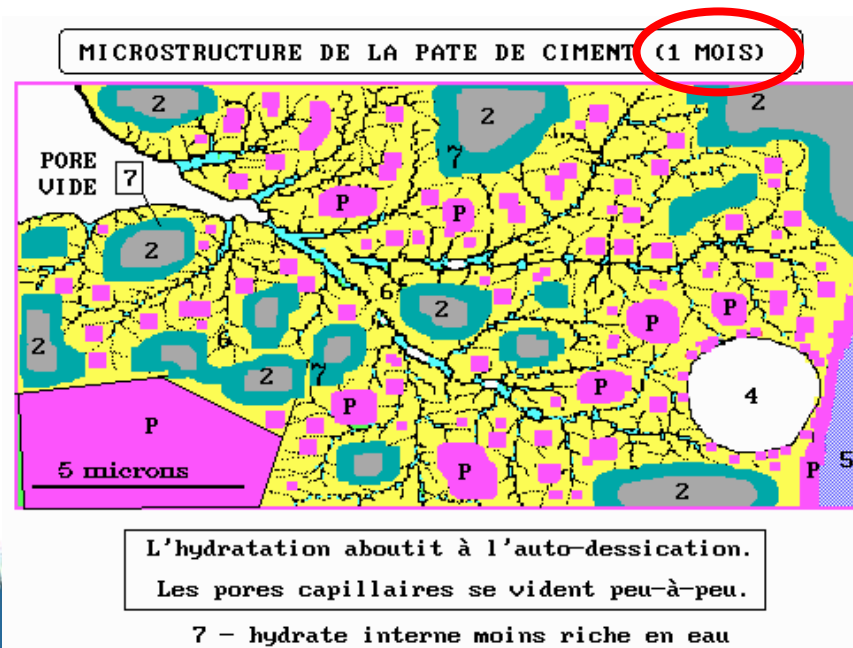 MICROSTRUCTURE DE LA PATE DE CIMENT (1 MOIS)
2
2
2
PORE
VIDE
7
7
P
P
2
6
2
P
P
2
6
7
2
P
4
P
P
P
5
P
5 microns
2
L'hydratation aboutit à l'auto-dessication.
Les pores capillaires se vident peu-à-peu.
7 - hydrate interne moins riche en eau